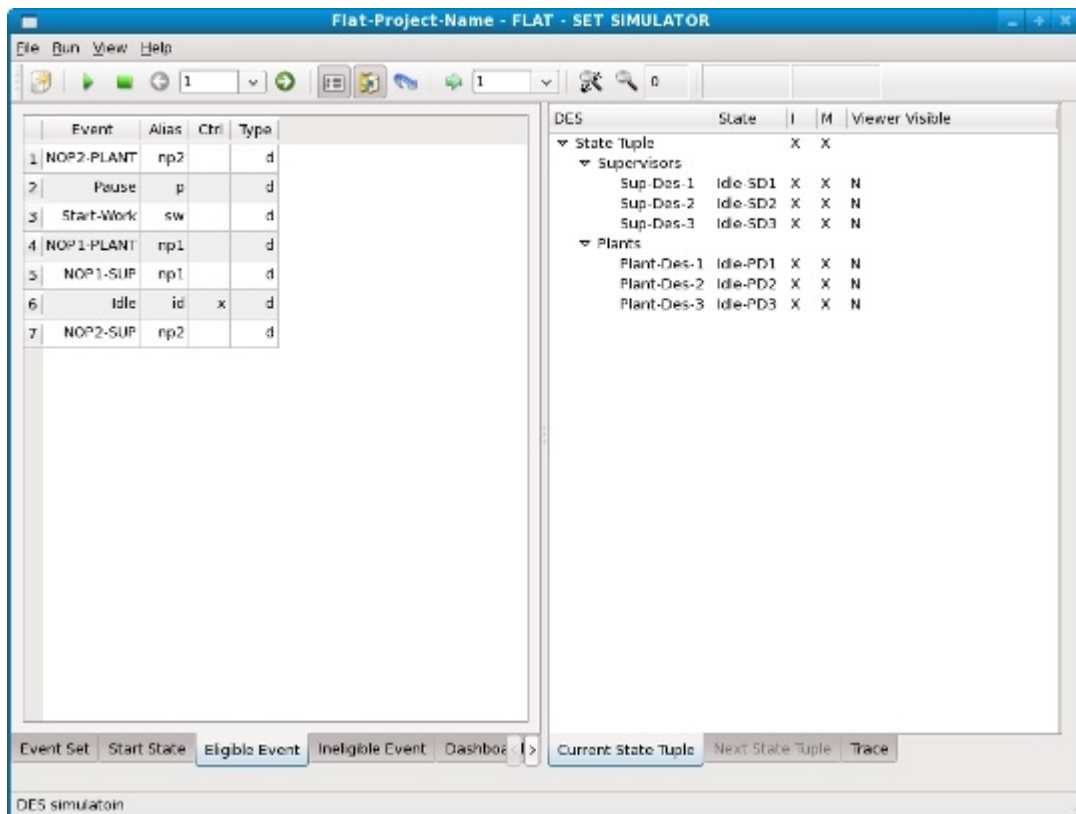 Flat-Project-Name - FLAT - SET SIMULATOR
File Run View Help
1 1 0
Event Alias Ctrl Type
1 NOP2-PLANT np2 d
2 Pause p d
3 Start-Work sw d
4 NOP1-PLANT np1 d
5 NOP1-SUP np1 d
6 Idle id x d
7 NOP2-SUP np2 d
DES State I M Viewer Visible
State Tuple X X
Supervisors
Sup-Des-1 Idle-SD1 X X N
Sup-Des-2 Idle-SD2 X X N
Sup-Des-3 Idle-SD3 X X N
Plants
Plant-Des-1 Idle-PD1 X X N
Plant-Des-2 Idle-PD2 X X N
Plant-Des-3 Idle-PD3 X X N
Event Set Start State Eligible Event Ineligible Event Dashboa
Current State Tuple Next State Tuple Trace
DES simulatoin